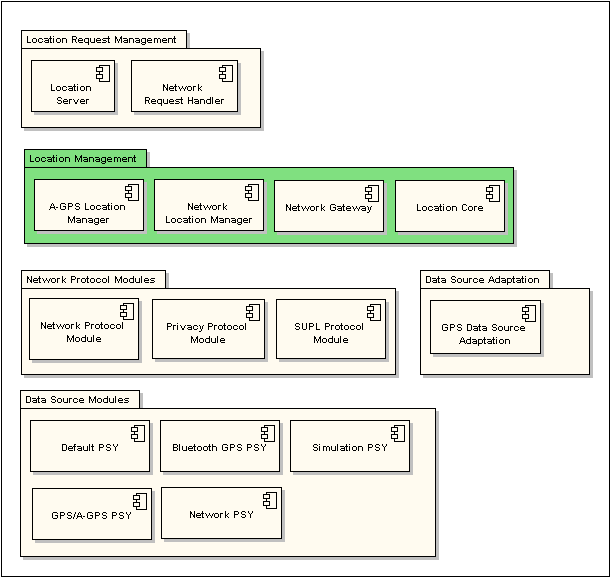 Location Request Management
Location
Server
Network
Request Handler
Location Management
A-GPS Location
Manager
Network
Location Manager
Network Gateway
Location Core
Network Protocol Modules
Network Protocol
Module
Privacy Protocol
Module
SUPL Protocol
Module
Data Source Adaptation
GPS Data Source
Adaptation
Data Source Modules
Default PSY
Bluetooth GPS PSY
Simulation PSY
GPS/A-GPS PSY
Network PSY